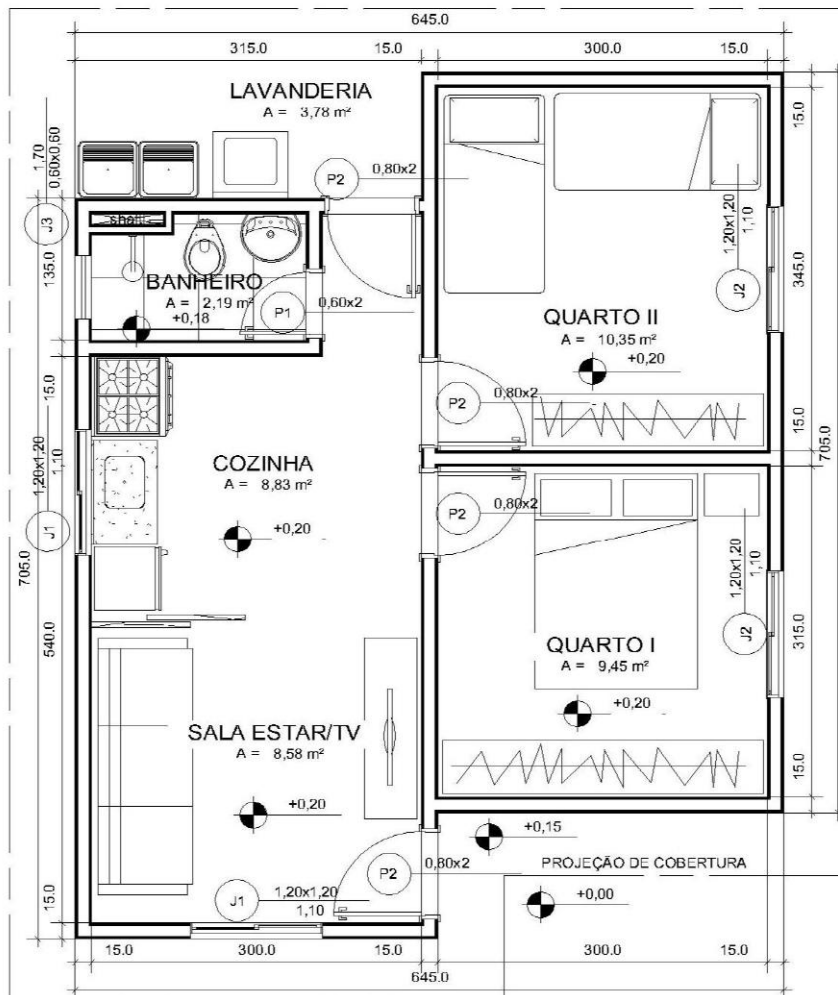 645.0
315.0
15.0
300.0
15.0
LAVANDERIA
A = 3,78 m²
15.0
1,70
0,60x0,60
P2
0,80x2
J3
shaft
1,20x1,20
1,10
J2
135.0
345.0
BANHEIRO
A = 2,19 m²
+0,18
P1
0,60x2
QUARTO II
A = 10,35 m²
+0,20
15.0
P2
0,80x2
15.0
705.0
1,20x1,20
1,10
J1
COZINHA
A = 8,83 m²
+0,20
P2
0,80x2
1,20x1,20
1,10
J2
705.0
540.0
315.0
QUARTO I
A = 9,45 m²
+0,20
SALA ESTAR/TV
A = 8,58 m²
+0,20
15.0
+0,15
P2
0,80x2
PROJEÇÃO DE COBERTURA
+0,00
J1
1,20x1,20
1,10
15.0
15.0
300.0
15.0
300.0
15.0
645.0